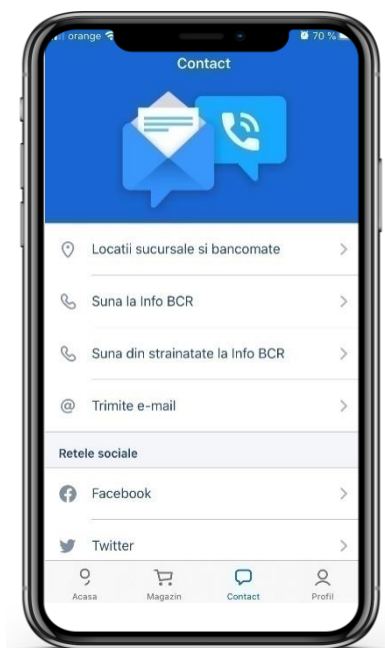 orange
70 %
Contact
Locatii sucursale si bancomate
Suna la Info BCR
Suna din strainatate la Info BCR
@ Trimite e-mail
Retele sociale
Facebook
Twitter
Acasa Magazin Contact Profil